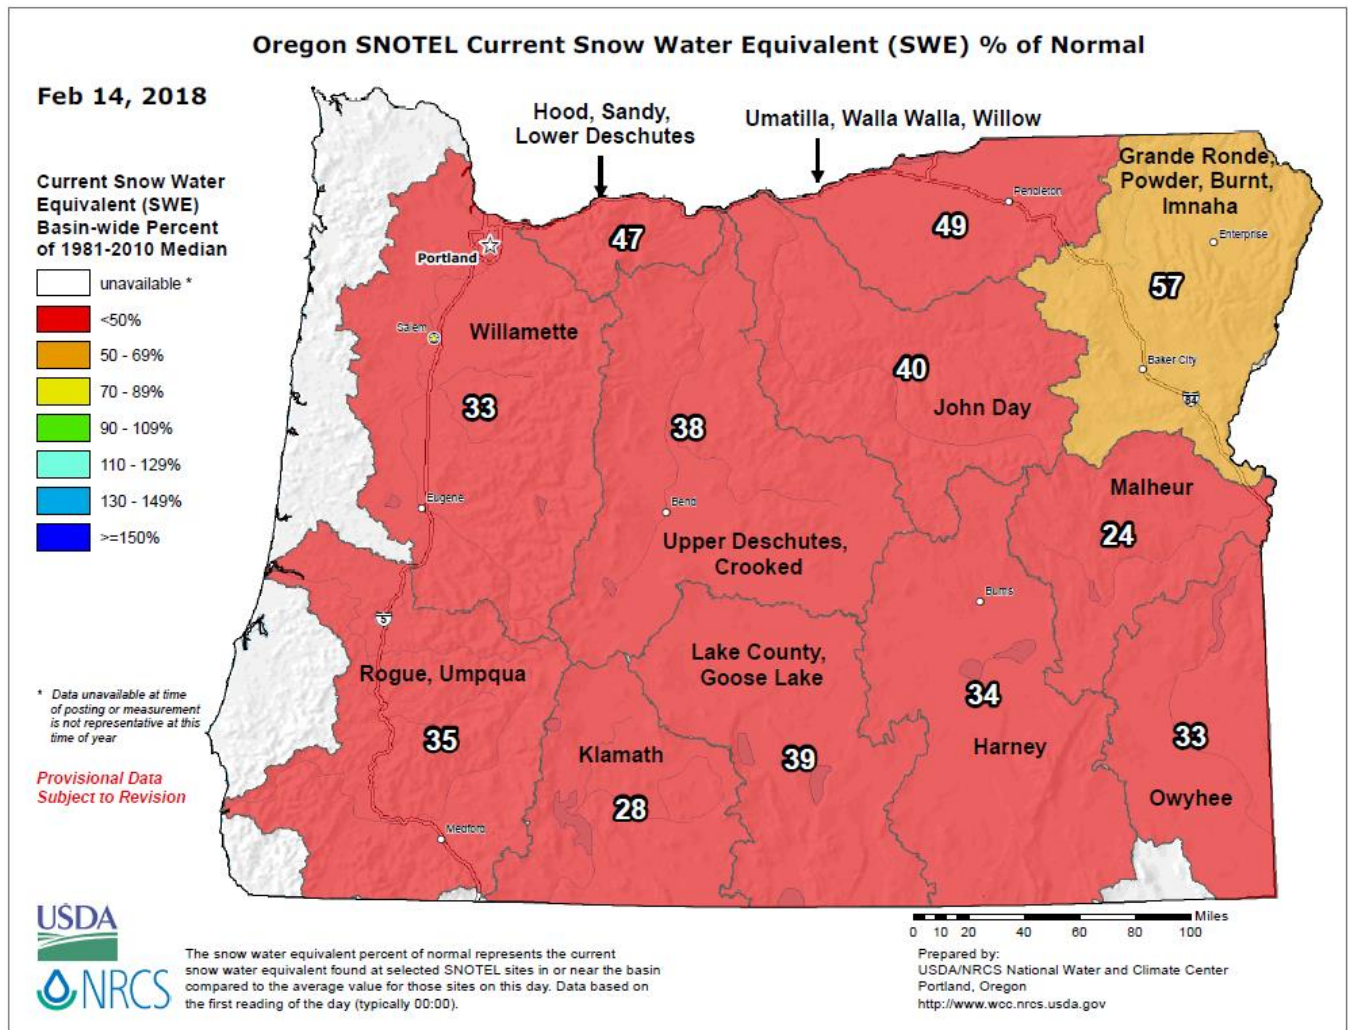 Oregon SNOTEL Current Snow Water Equivalent (SWE) % of Normal
Feb 14, 2018
Current Snow Water
Equivalent (SWE)
Basin-wide Percent
of 1981-2010 Median
unavailable *
<50%
50 - 69%
70 - 89%
90 - 109%
110 - 129%
130 - 149%
>=150%
* Data unavailable at time
of posting or measurement
is not representative at this
time of year
Provisional Data
Subject to Revision
Hood, Sandy,
Lower Deschutes
Umatilla, Walla Walla, Willow
Grande Ronde,
Powder, Burnt,
Imnaha
Pendleton
Enterprise
47
49
57
Portland
Salem
Willamette
33
38
40
John Day
Baker City
84
Eugene
Bend
Upper Deschutes,
Crooked
Malheur
24
Burns
5
Rogue, Umpqua
35
Lake County,
Goose Lake
39
34
Harney
33
Owyhee
Klamath
28
Medford
USDA
NRCS
The snow water equivalent percent of normal represents the current
snow water equivalent found at selected SNOTEL sites in or near the basin
compared to the average value for those sites on this day. Data based on
the first reading of the day (typically 00:00).
Miles
0 10 20 40 60 80 100
Prepared by:
USDA/NRCS National Water and Climate Center
Portland, Oregon
http://www.wcc.nrcs.usda.gov